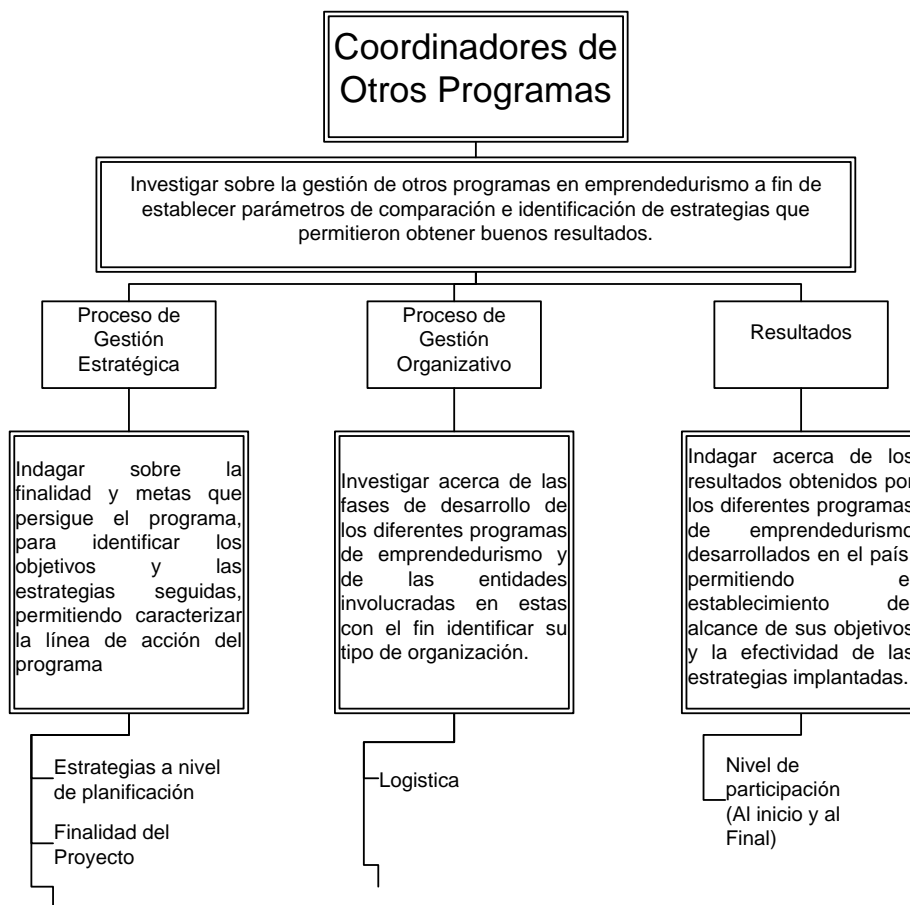 Coordinadores de
Otros Programas
Investigar sobre la gestión de otros programas en emprendedurismo a fin de
establecer parámetros de comparación e identificación de estrategias que
permitieron obtener buenos resultados.
Proceso de
Gestión
Estratégica
Proceso de
Gestión
Organizativo
Resultados
Indagar sobre la
finalidad y metas que
persigue el programa,
para identificar los
objetivos y las
estrategias seguidas,
permitiendo caracterizar
la línea de acción del
programa
Investigar acerca de las
fases de desarrollo de
los diferentes programas
de emprendedurismo y
de las entidades
involucradas en estas
con el fin identificar su
tipo de organización.
Indagar acerca de los
resultados obtenidos por
los diferentes programas
de emprendedurismo
desarrollados en el país
permitiendo e
establecimiento de
alcance de sus objetivos
y la efectividad de las
estrategias implantadas.
Estrategias a nivel
de planificación
Finalidad del
Proyecto
Logistica
Nivel de
participación
(Al inicio y al
Final)